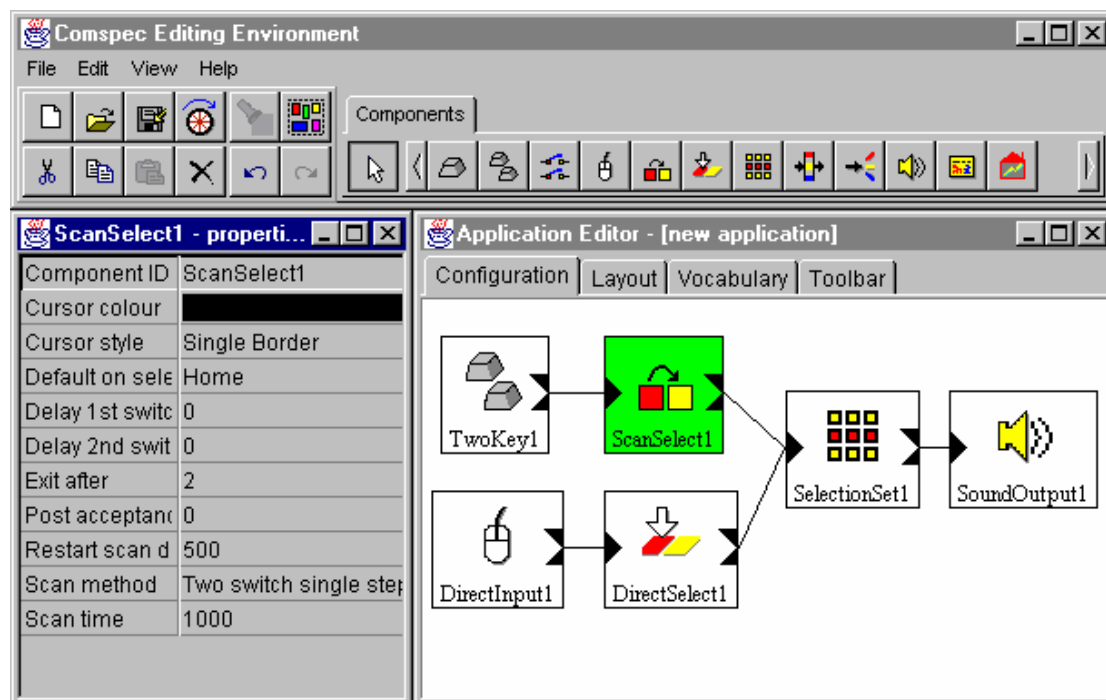 Comspec Editing Environment
File Edit View Help
Components
ScanSelect1 - properti...
Component ID ScanSelect1
Cursor colour
Cursor style Single Border
Default on sele Home
Delay 1st switc 0
Delay 2nd swit 0
Exit after 2
Post acceptanc 0
Restart scan d 500
Scan method Two switch single step
Scan time 1000
Application Editor - [new application]
Configuration Layout Vocabulary Toolbar
TwoKey1
ScanSelect1
SelectionSet1
SoundOutput1
DirectInput1
DirectSelect1